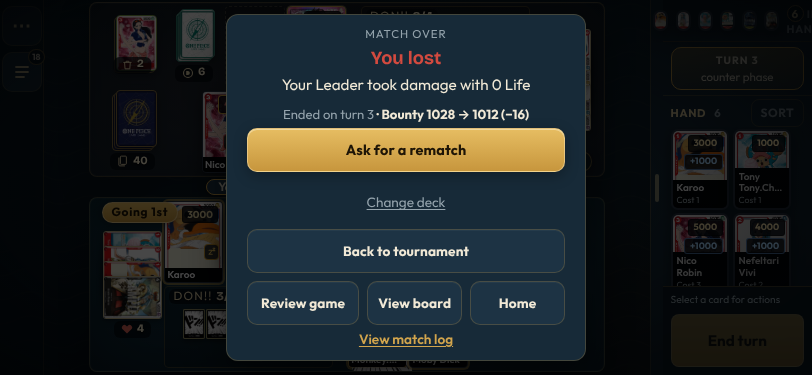 MATCH OVER
You lost
Your Leader took damage with 0 Life
Ended on turn 3 • Bounty 1028 → 1012 (−16)
Ask for a rematch
Change deck
Back to tournament
Review game
View board
Home
View match log
18
2
6
40
Nico
Going 1st
3000
Karoo
DON!! 3/
4
6
TURN 3
counter phase
HAND 6
SORT
3000
+1000
Karoo
Cost 1
1000
Tony
Tony.Ch...
Cost 1
5000
+1000
Nico
Robin
4000
+1000
Nefeltari
Vivi
Select a card for actions
End turn